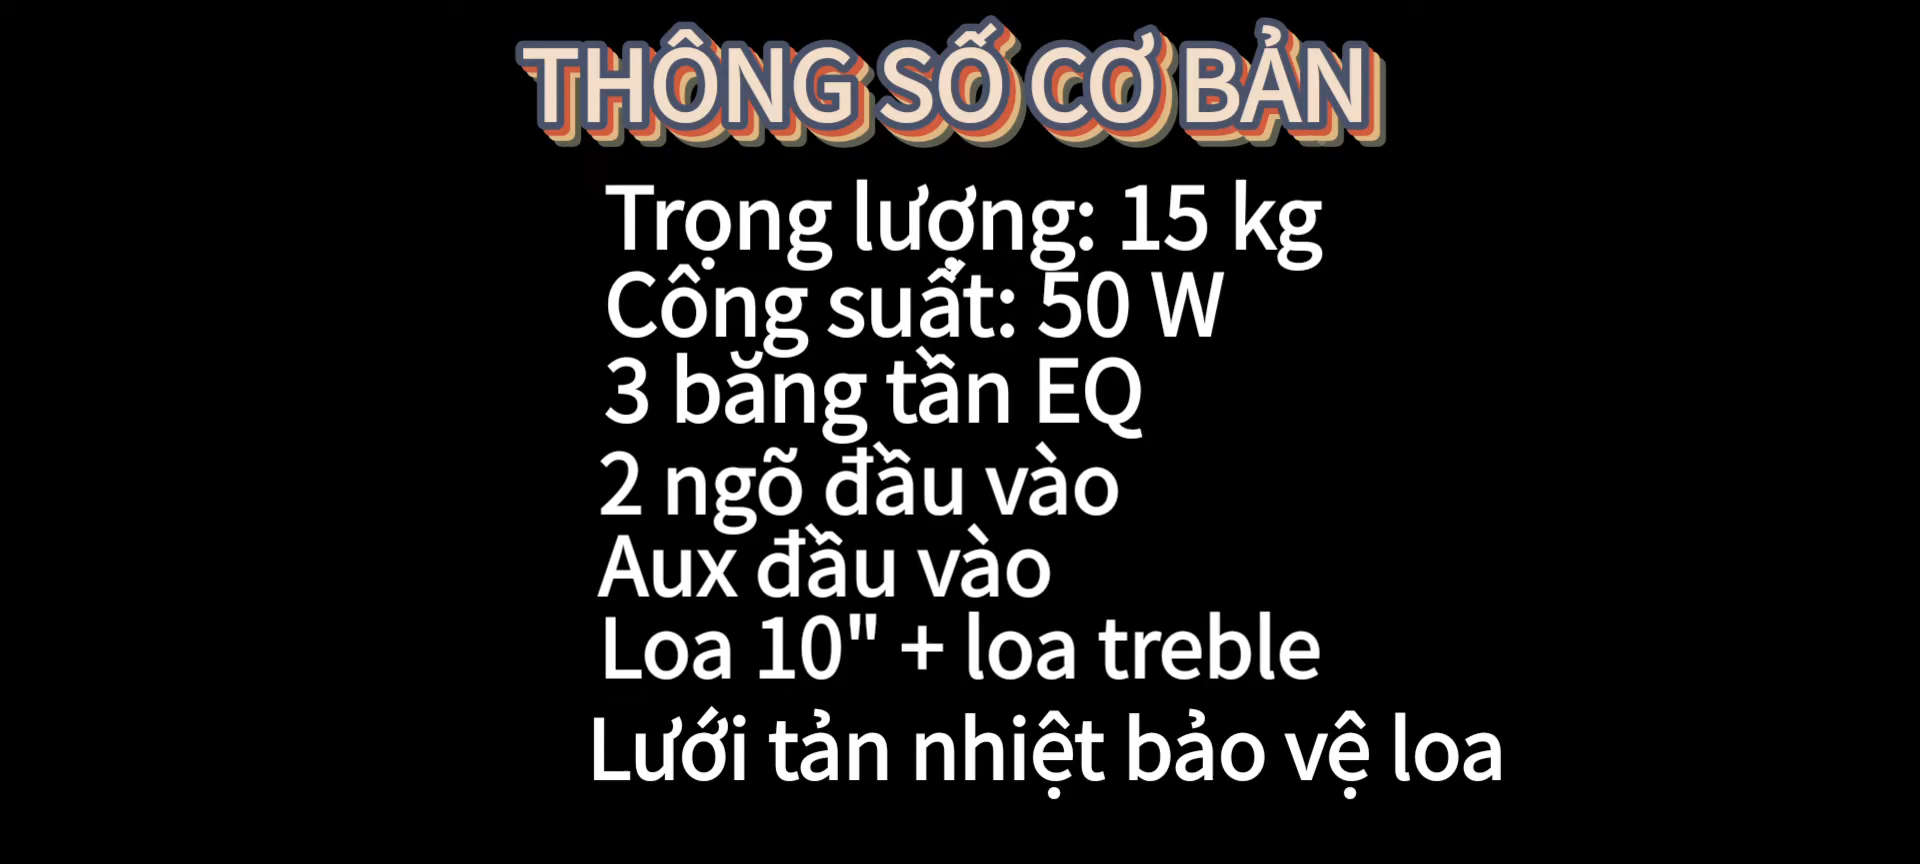 THÔNG SỐ CƠ BẢN
Trọng lượng: 15 kg
Công suất: 50 W
3 băng tần EQ
2 ngõ đầu vào
Aux đầu vào
Loa 10" + loa treble
Lưới tản nhiệt bảo vệ loa